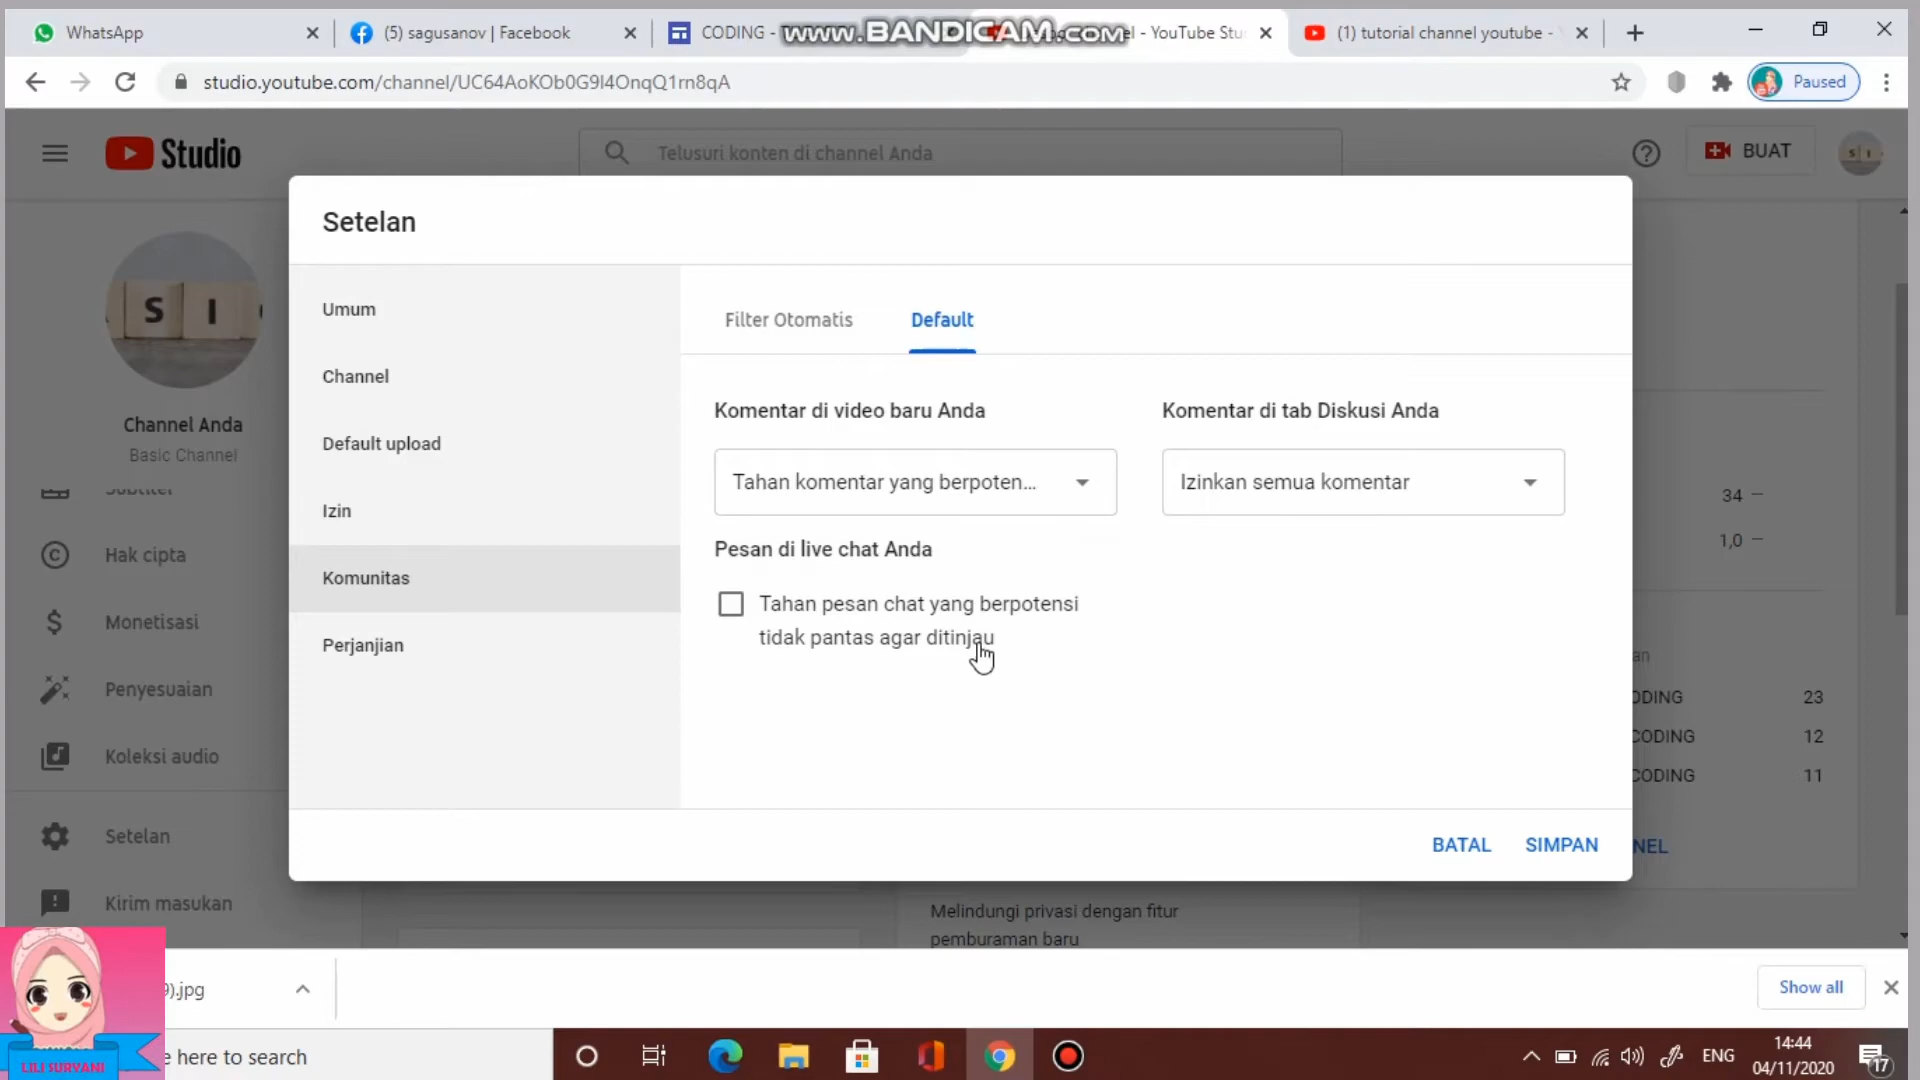 WhatsApp
(5) sagusanov | Facebook
CODING -
www.BANDICAM.com
- YouTube Stu
(1) tutorial channel youtube -
studio.youtube.com/channel/UC64AoKOb0G9I4OnqQ1rn8qA
Paused
Studio
Telusuri konten di channel Anda
BUAT
S I
Setelan
S I
Channel Anda
Basic Channel
Subtitel
Hak cipta
Monetisasi
Penyesuaian
Koleksi audio
Setelan
Kirim masukan
Umum
Channel
Default upload
Izin
Komunitas
Perjanjian
Filter Otomatis
Default
Komentar di video baru Anda
Komentar di tab Diskusi Anda
Tahan komentar yang berpoten...
Izinkan semua komentar
Pesan di live chat Anda
Tahan pesan chat yang berpotensi
tidak pantas agar ditinjau
34 —
1,0 —
an
ODING 23
CODING 12
CODING 11
NEL
BATAL
SIMPAN
Melindungi privasi dengan fitur
pemburaman baru
9).jpg
Show all
LILI SURYANI
e here to search
ENG
14:44
04/11/2020
17